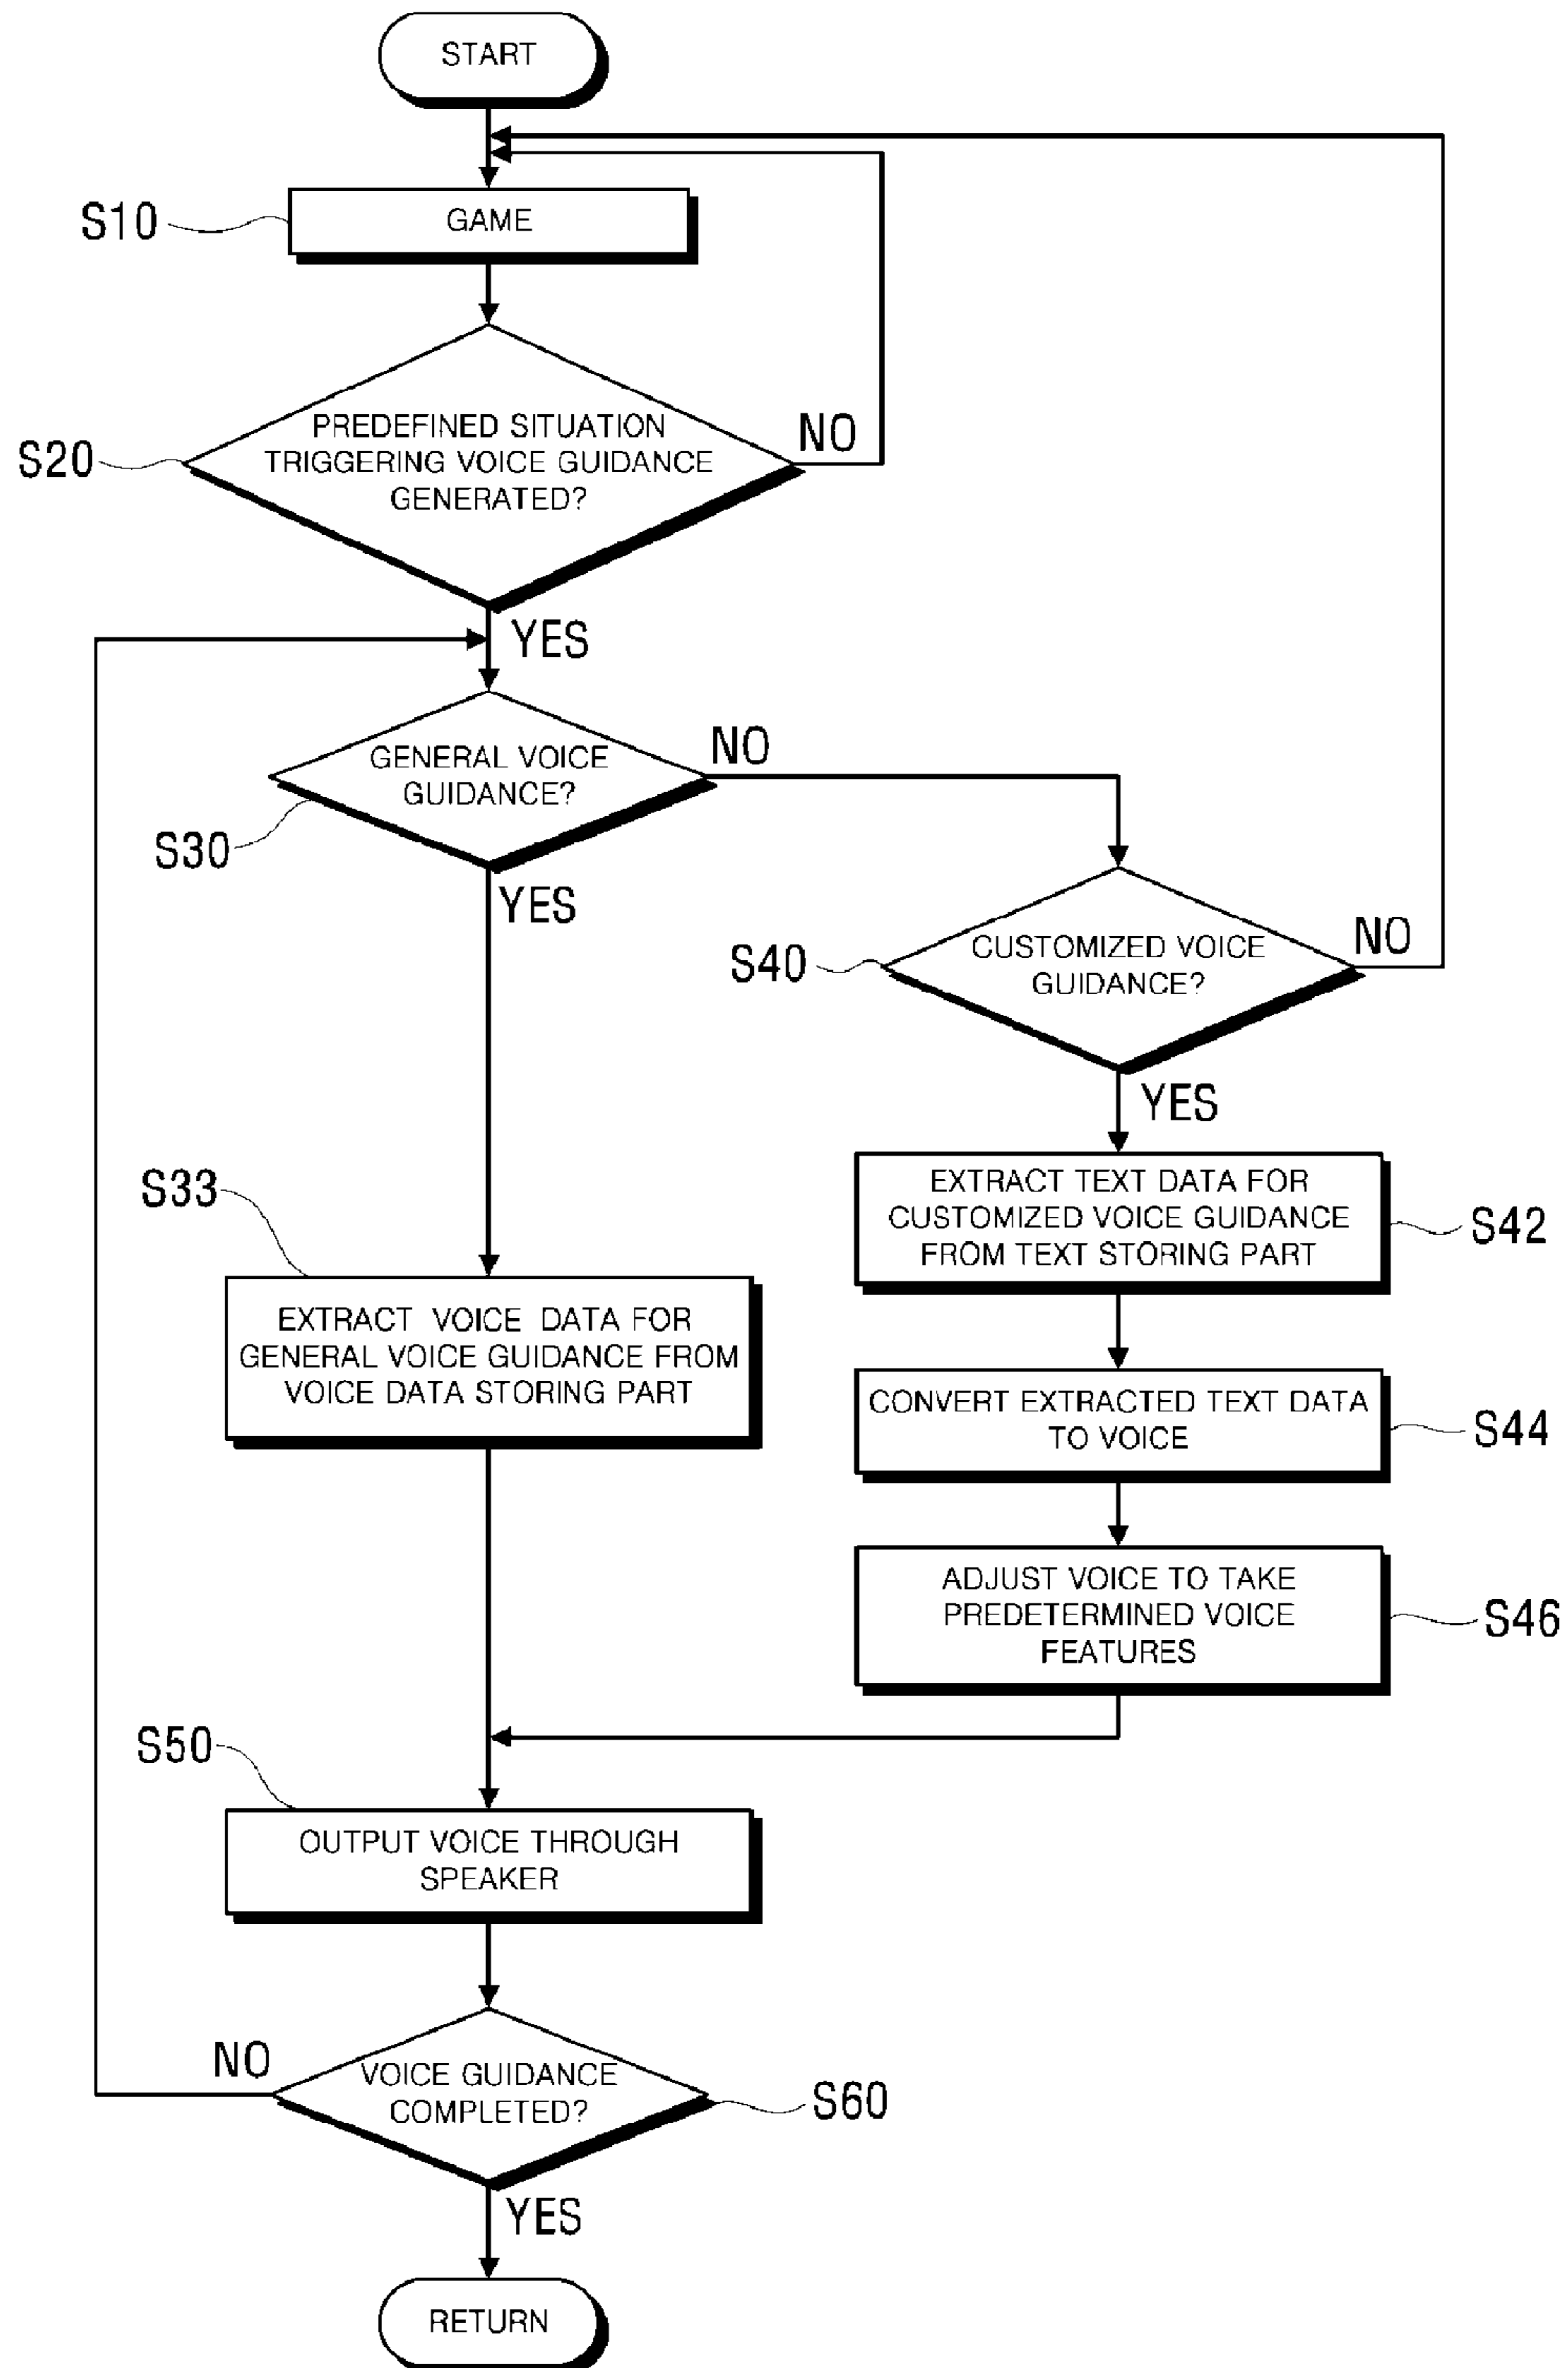 START
S10
GAME
S20
PREDEFINED SITUATION
TRIGGERING VOICE GUIDANCE
GENERATED?
NO
YES
S30
GENERAL VOICE
GUIDANCE?
NO
YES
S40
CUSTOMIZED VOICE
GUIDANCE?
NO
YES
S33
EXTRACT VOICE DATA FOR
GENERAL VOICE GUIDANCE FROM
VOICE DATA STORING PART
EXTRACT TEXT DATA FOR
CUSTOMIZED VOICE GUIDANCE
FROM TEXT STORING PART
S42
CONVERT EXTRACTED TEXT DATA
TO VOICE
S44
ADJUST VOICE TO TAKE
PREDETERMINED VOICE
FEATURES
S46
S50
OUTPUT VOICE THROUGH
SPEAKER
NO
VOICE GUIDANCE
COMPLETED?
S60
YES
RETURN